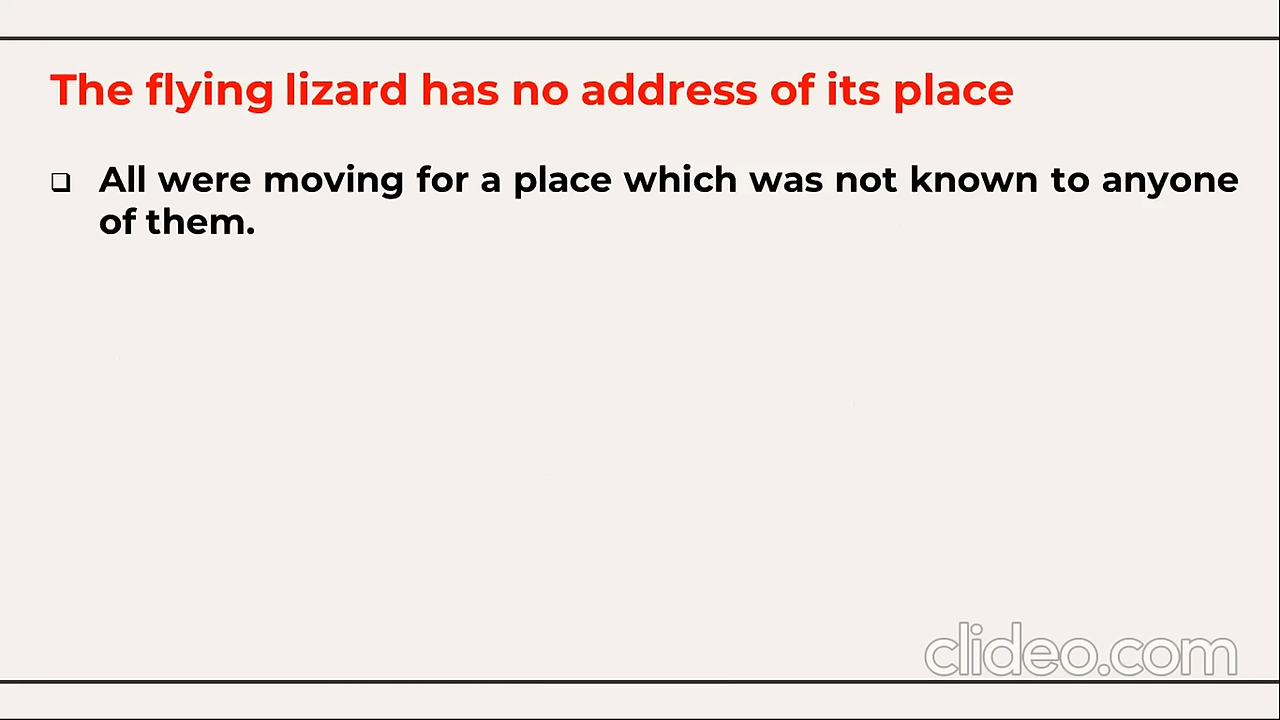 The flying lizard has no address of its place
❑ All were moving for a place which was not known to anyone
of them.
clideo.com